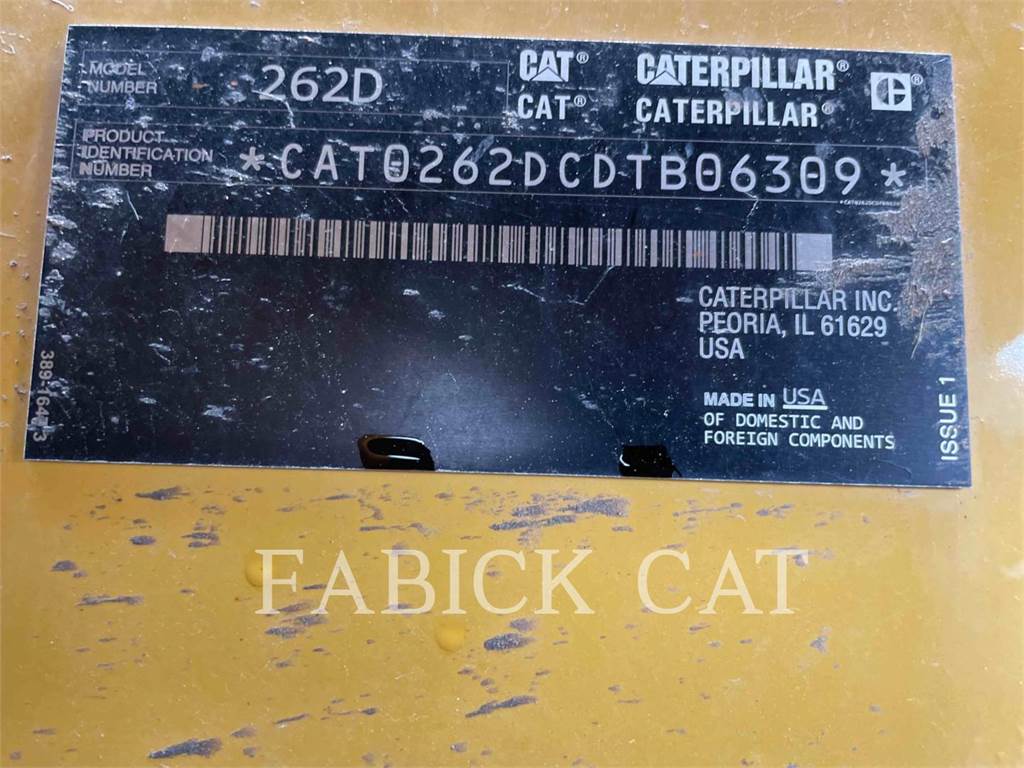 MODEL
NUMBER
262D
CAT® CATERPILLAR® ®
CAT® CATERPILLAR®
PRODUCT
IDENTIFICATION
NUMBER
*CAT0262DCDTB06309*
CATERPILLAR INC.
PEORIA, IL 61629
USA
MADE IN USA
OF DOMESTIC AND
FOREIGN COMPONENTS
ISSUE 1
FABICK CAT